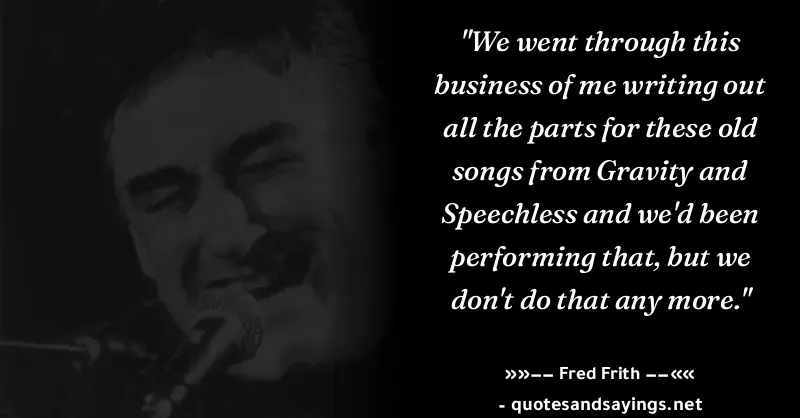 "We went through this
business of me writing out
all the parts for these old
songs from Gravity and
Speechless and we'd been
performing that, but we
don't do that any more."
»»−− Fred Frith −−««
- quotesandsayings.net